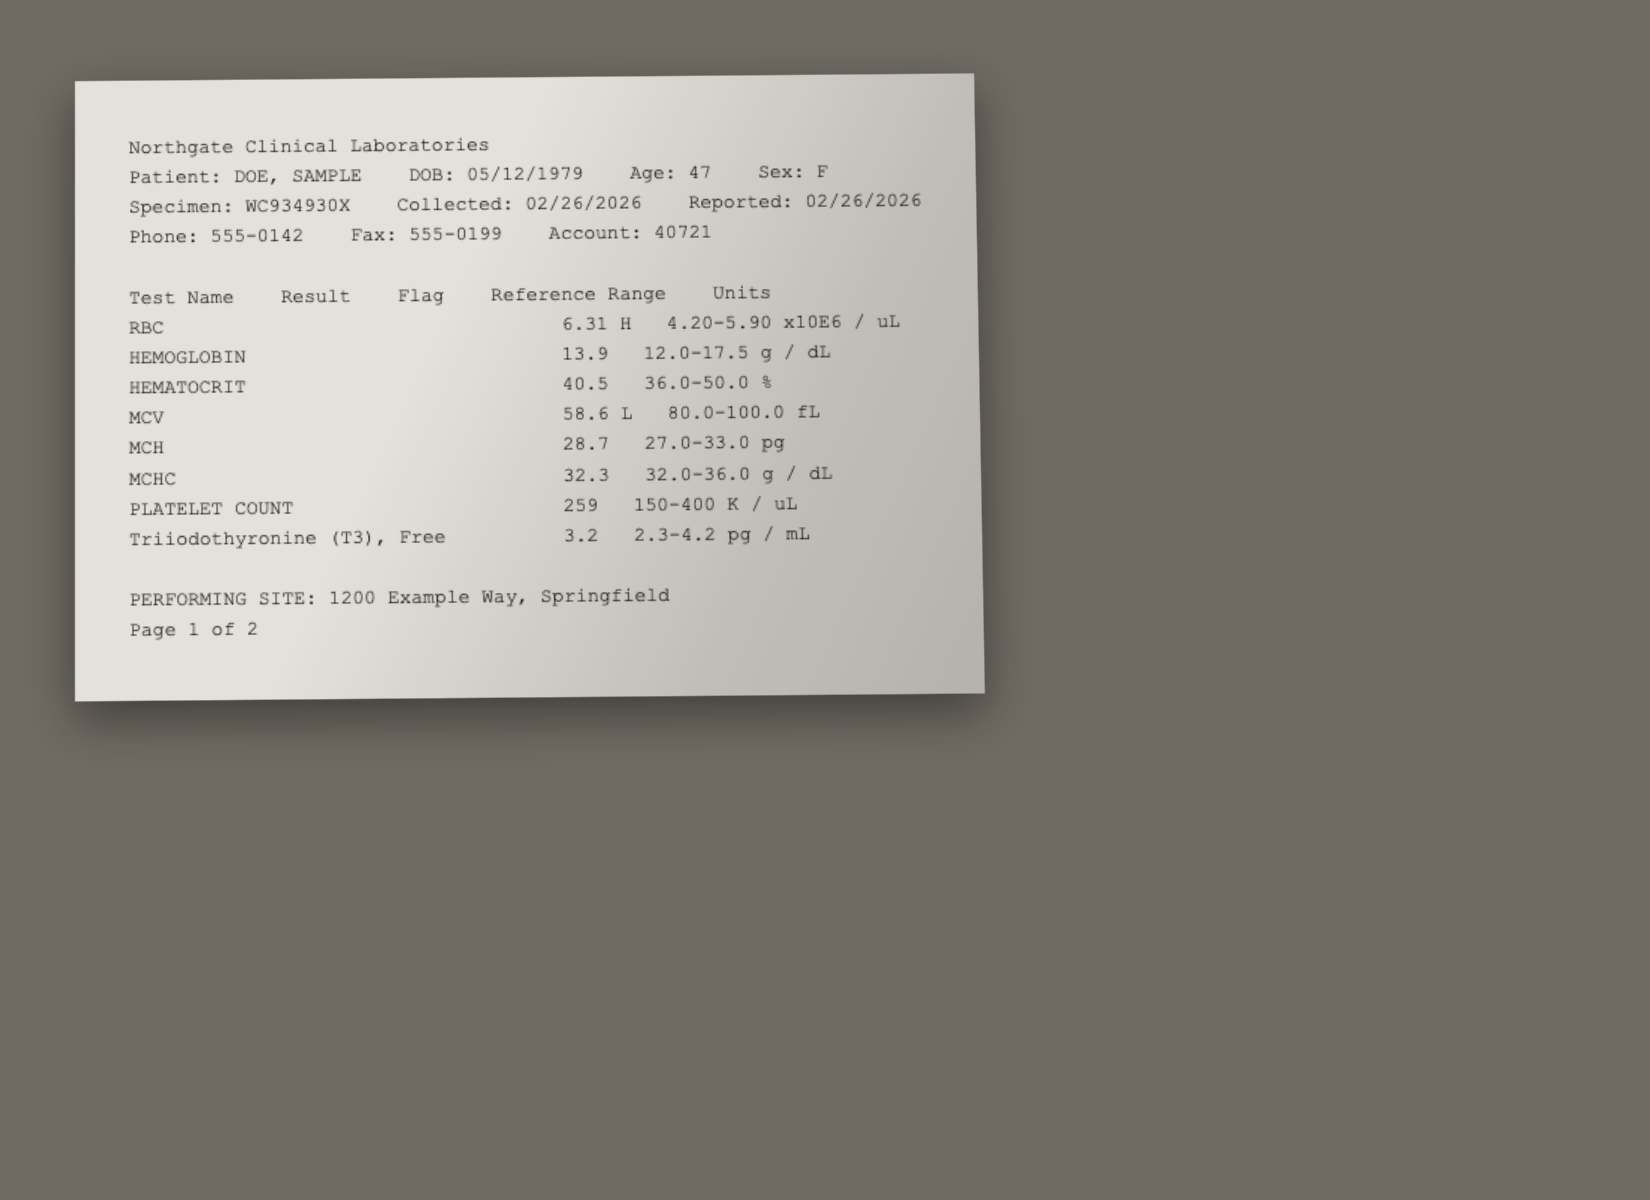 Northgate Clinical Laboratories
Patient: DOE, SAMPLE    DOB: 05/12/1979    Age: 47    Sex: F
Specimen: WC934930X    Collected: 02/26/2026    Reported: 02/26/2026
Phone: 555-0142    Fax: 555-0199    Account: 40721
Test Name    Result    Flag    Reference Range    Units
RBC    6.31 H    4.20-5.90 x10E6 / uL
HEMOGLOBIN    13.9    12.0-17.5 g / dL
HEMATOCRIT    40.5    36.0-50.0 %
MCV    58.6 L    80.0-100.0 fL
MCH    28.7    27.0-33.0 pg
MCHC    32.3    32.0-36.0 g / dL
PLATELET COUNT    259    150-400 K / uL
Triiodothyronine (T3), Free    3.2    2.3-4.2 pg / mL
PERFORMING SITE: 1200 Example Way, Springfield
Page 1 of 2